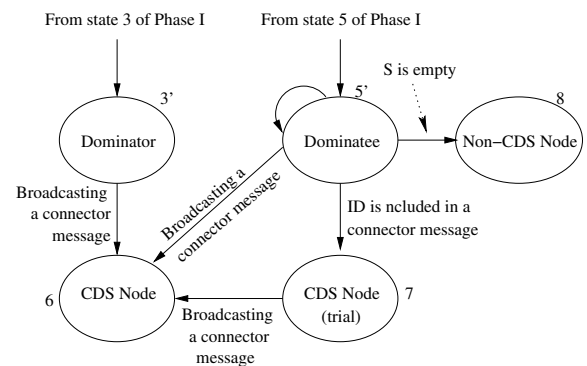 From state 3 of Phase I
From state 5 of Phase I
S is empty
3'
5'
8
Dominator
Dominatee
Non−CDS Node
Broadcasting
a connector
message
Broadcasting a
connector message
ID is ncluded in a
connector message
6
CDS Node
CDS Node
(trial)
7
Broadcasting
a connector
message